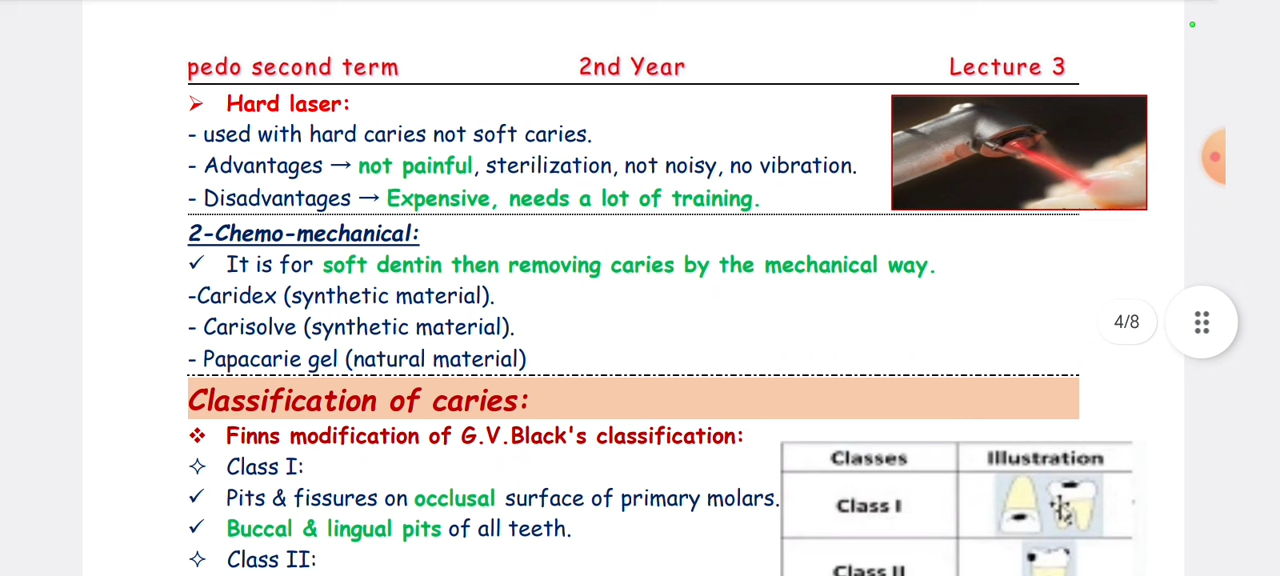 pedo second term 2nd Year Lecture 3
➢ Hard laser:
- used with hard caries not soft caries.
- Advantages → not painful, sterilization, not noisy, no vibration.
- Disadvantages → Expensive, needs a lot of training.
2-Chemo-mechanical:
✓ It is for soft dentin then removing caries by the mechanical way.
-Caridex (synthetic material).
- Carisolve (synthetic material).
- Papacarie gel (natural material)
4/8
Classification of caries:
❖ Finns modification of G.V.Black's classification:
✧ Class I:
✓ Pits & fissures on occlusal surface of primary molars.
✓ Buccal & lingual pits of all teeth.
✧ Class II:
Classes Illustration
Class I
Class II